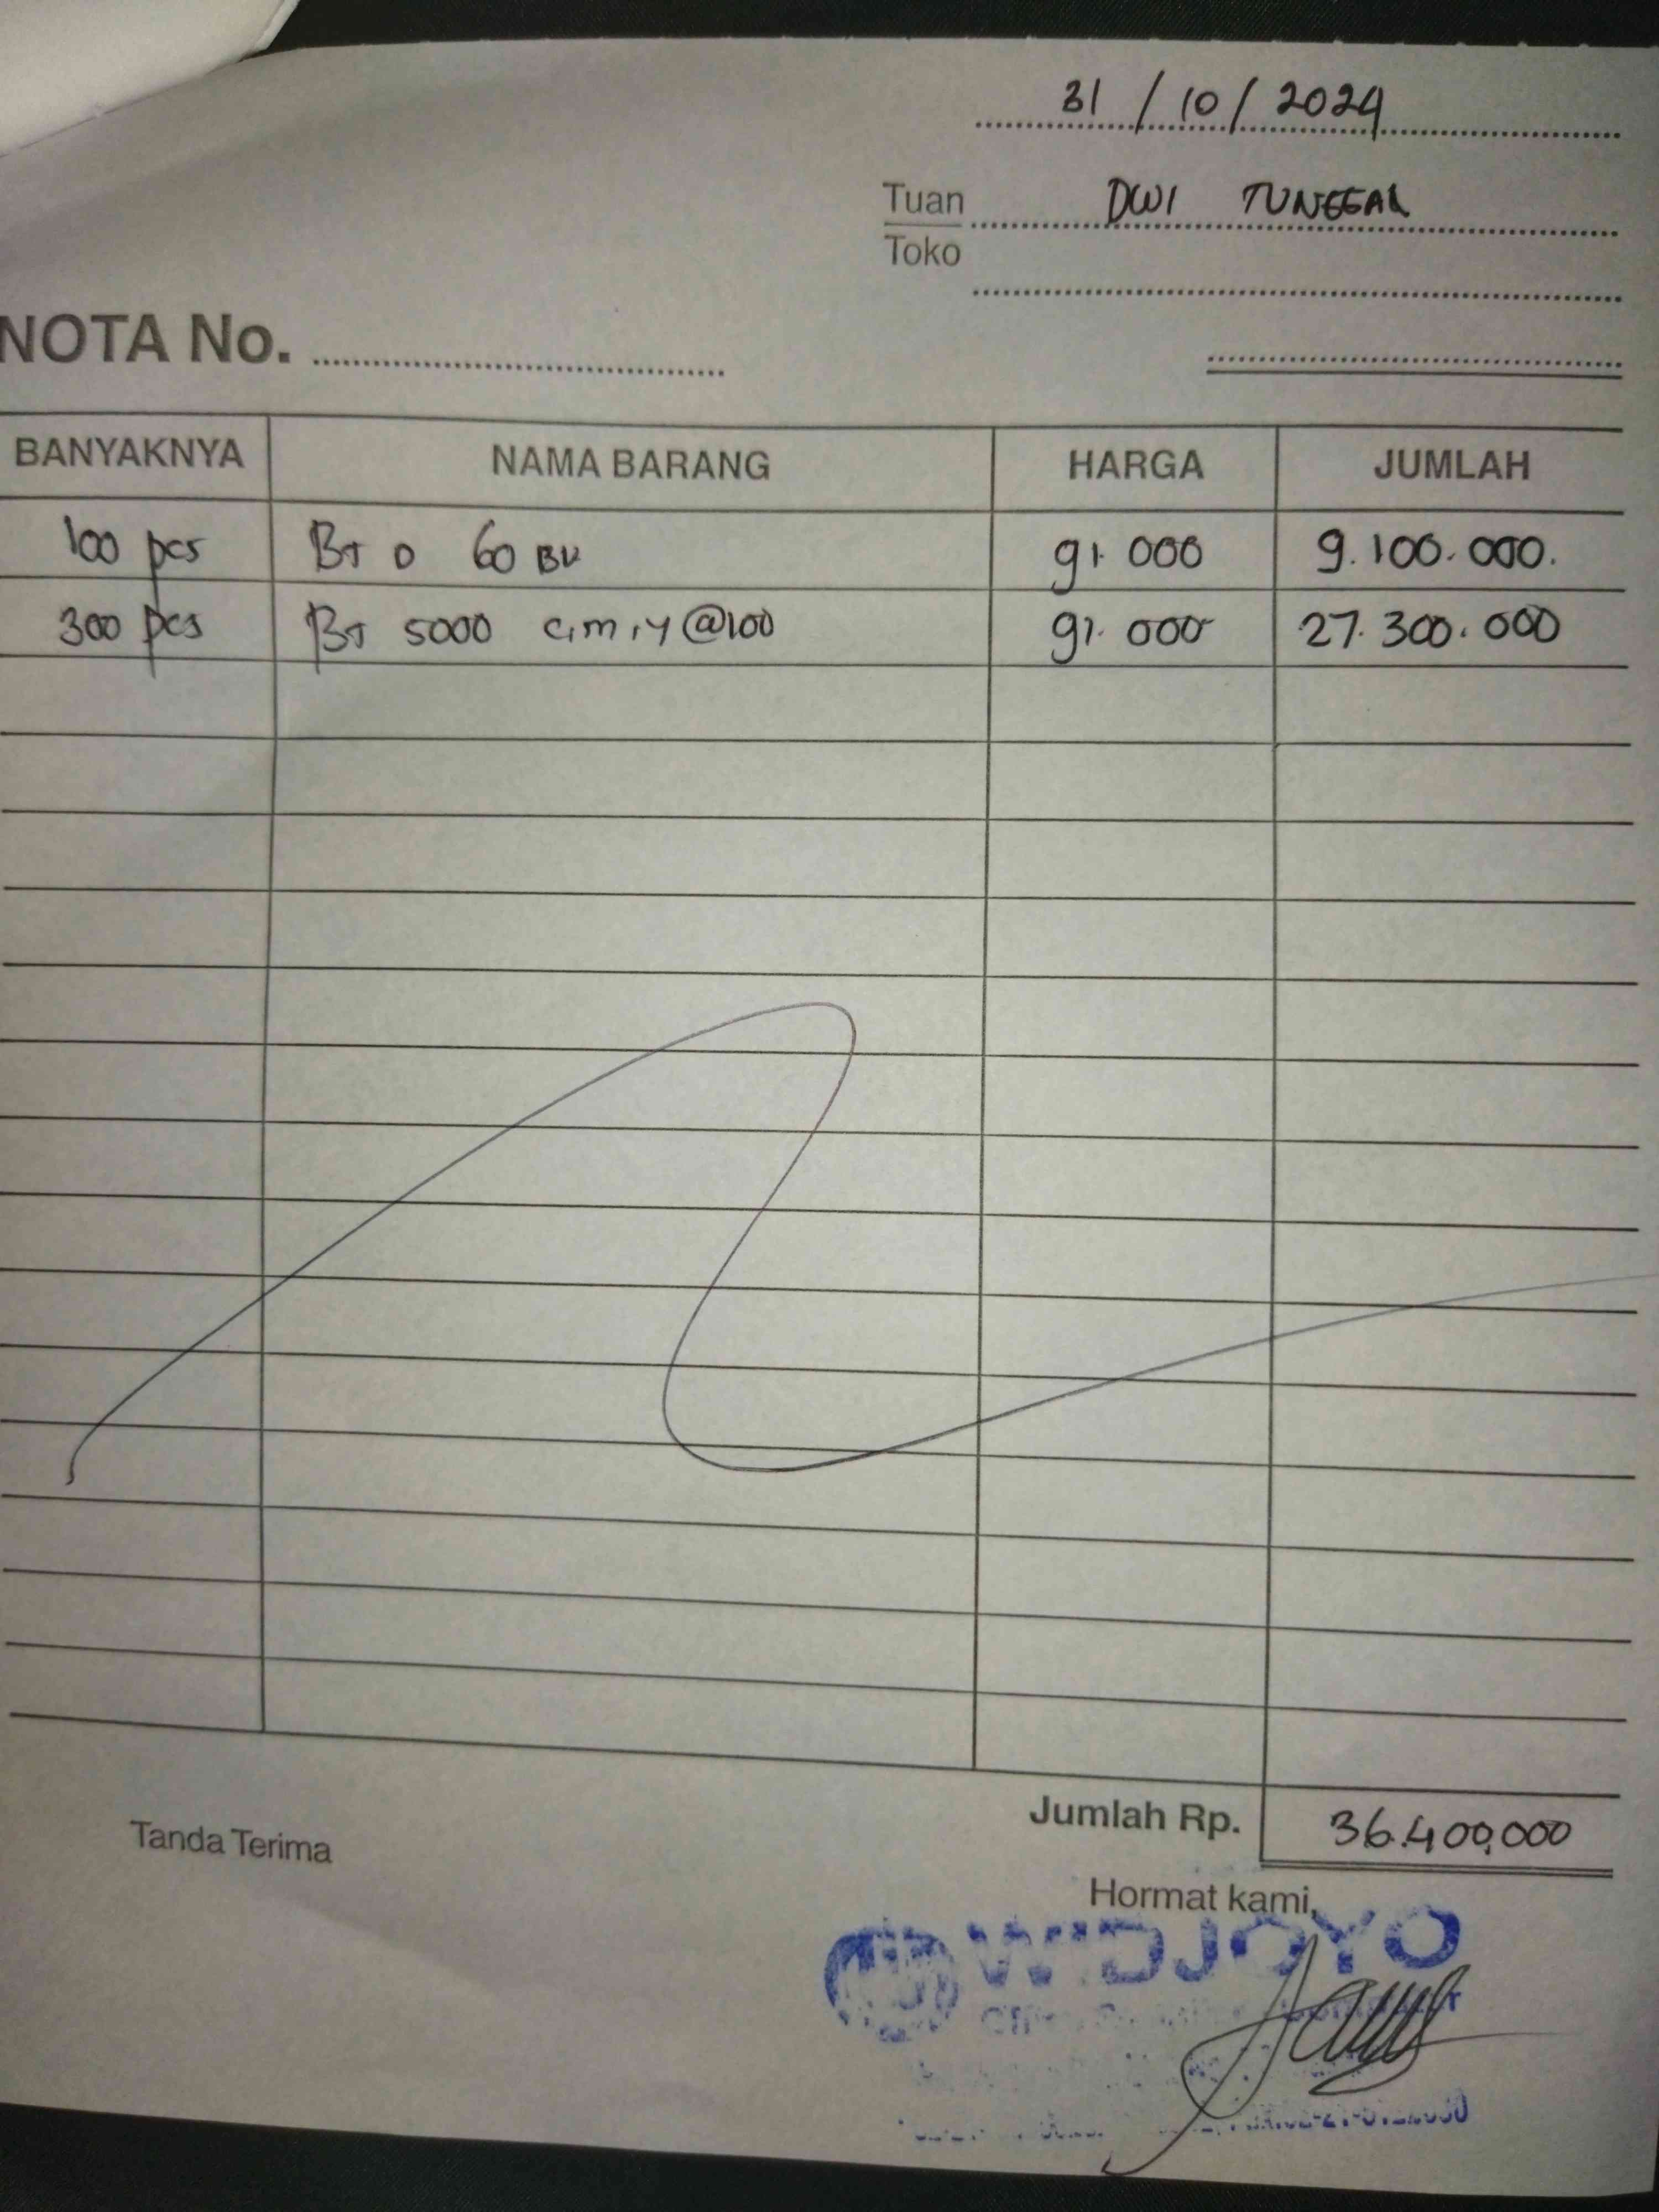 31 / 10 / 2024
Tuan DWI TUNGGAL
Toko
NOTA No.
BANYAKNYA NAMA BARANG HARGA JUMLAH
100 pcs BT D 60 BK 91.000 9.100.000.
300 pcs BT 5000 C,M,Y @100 91.000 27.300.000
Jumlah Rp. 36.400.000
Tanda Terima
Hormat kami,
WIDJOYO